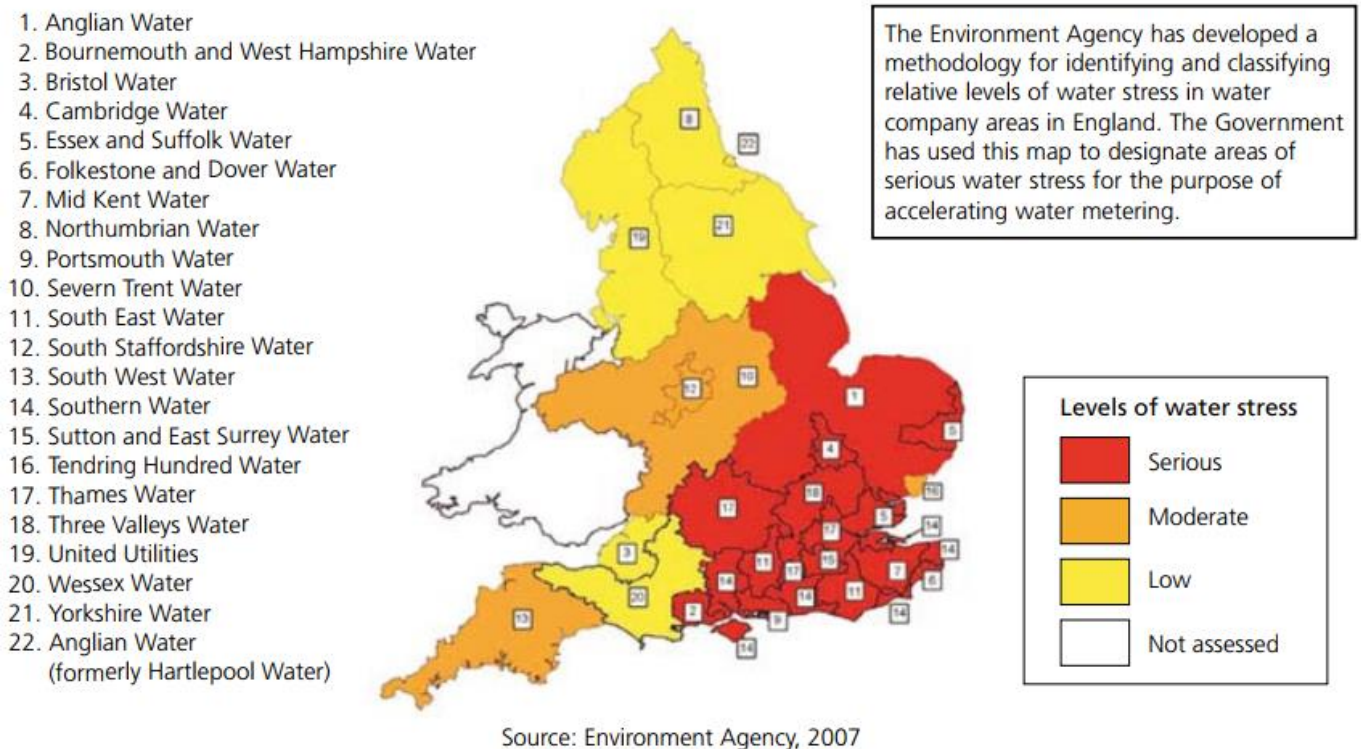 1. Anglian Water
2. Bournemouth and West Hampshire Water
3. Bristol Water
4. Cambridge Water
5. Essex and Suffolk Water
6. Folkestone and Dover Water
7. Mid Kent Water
8. Northumbrian Water
9. Portsmouth Water
10. Severn Trent Water
11. South East Water
12. South Staffordshire Water
13. South West Water
14. Southern Water
15. Sutton and East Surrey Water
16. Tendring Hundred Water
17. Thames Water
18. Three Valleys Water
19. United Utilities
20. Wessex Water
21. Yorkshire Water
22. Anglian Water
(formerly Hartlepool Water)
8
22
21
19
10
12
1
5
4
16
18
17
5
17
14
3
14
11
15
7
17
6
14
20
11
14
2
13
9
14
14
The Environment Agency has developed a
methodology for identifying and classifying
relative levels of water stress in water
company areas in England. The Government
has used this map to designate areas of
serious water stress for the purpose of
accelerating water metering.
Levels of water stress
Serious
Moderate
Low
Not assessed
Source: Environment Agency, 2007